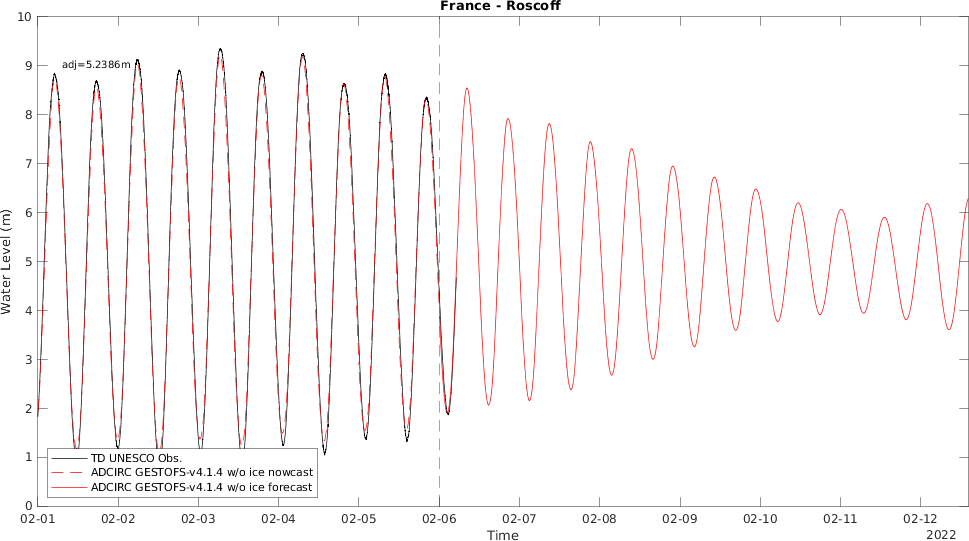 France - Roscoff
adj=5.2386m
Water Level (m)
10
9
8
7
6
5
4
3
2
1
0
TD UNESCO Obs.
ADCIRC GESTOFS-v4.1.4 w/o ice nowcast
ADCIRC GESTOFS-v4.1.4 w/o ice forecast
02-01 02-02 02-03 02-04 02-05 02-06 02-07 02-08 02-09 02-10 02-11 02-12
Time
2022